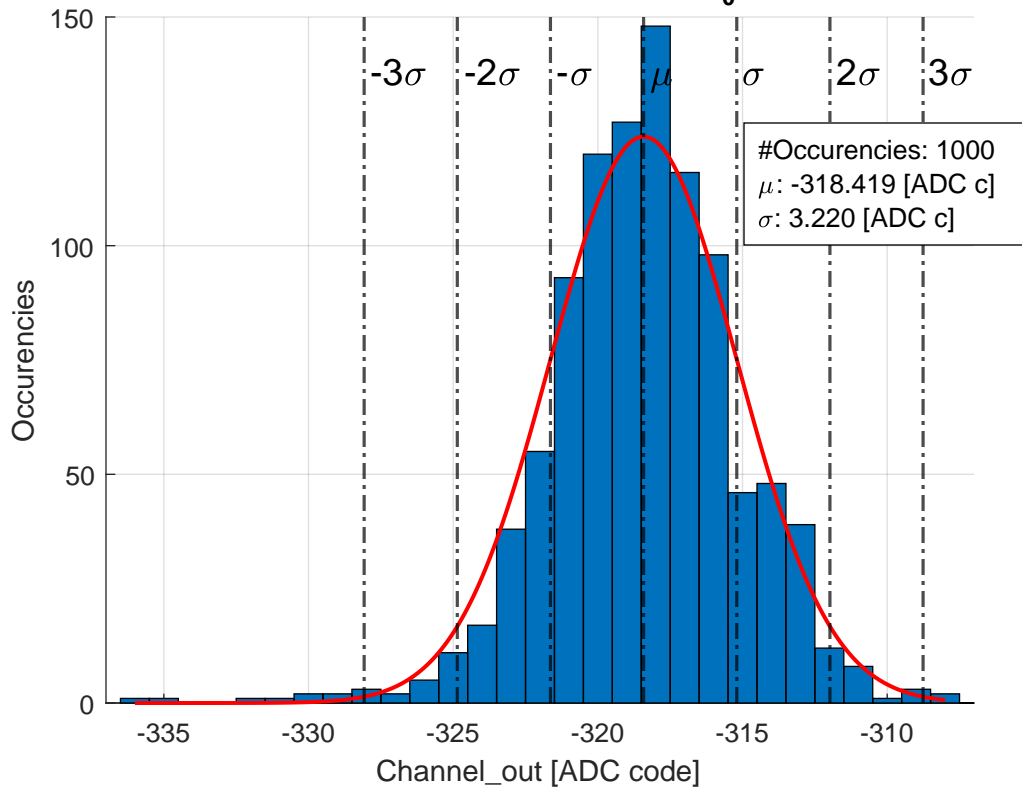 0
150
-3σ -2σ -σ μ σ 2σ 3σ
#Occurencies: 1000
μ: -318.419 [ADC c]
σ: 3.220 [ADC c]
100
50
0
Occurencies
-335 -330 -325 -320 -315 -310
Channel_out [ADC code]